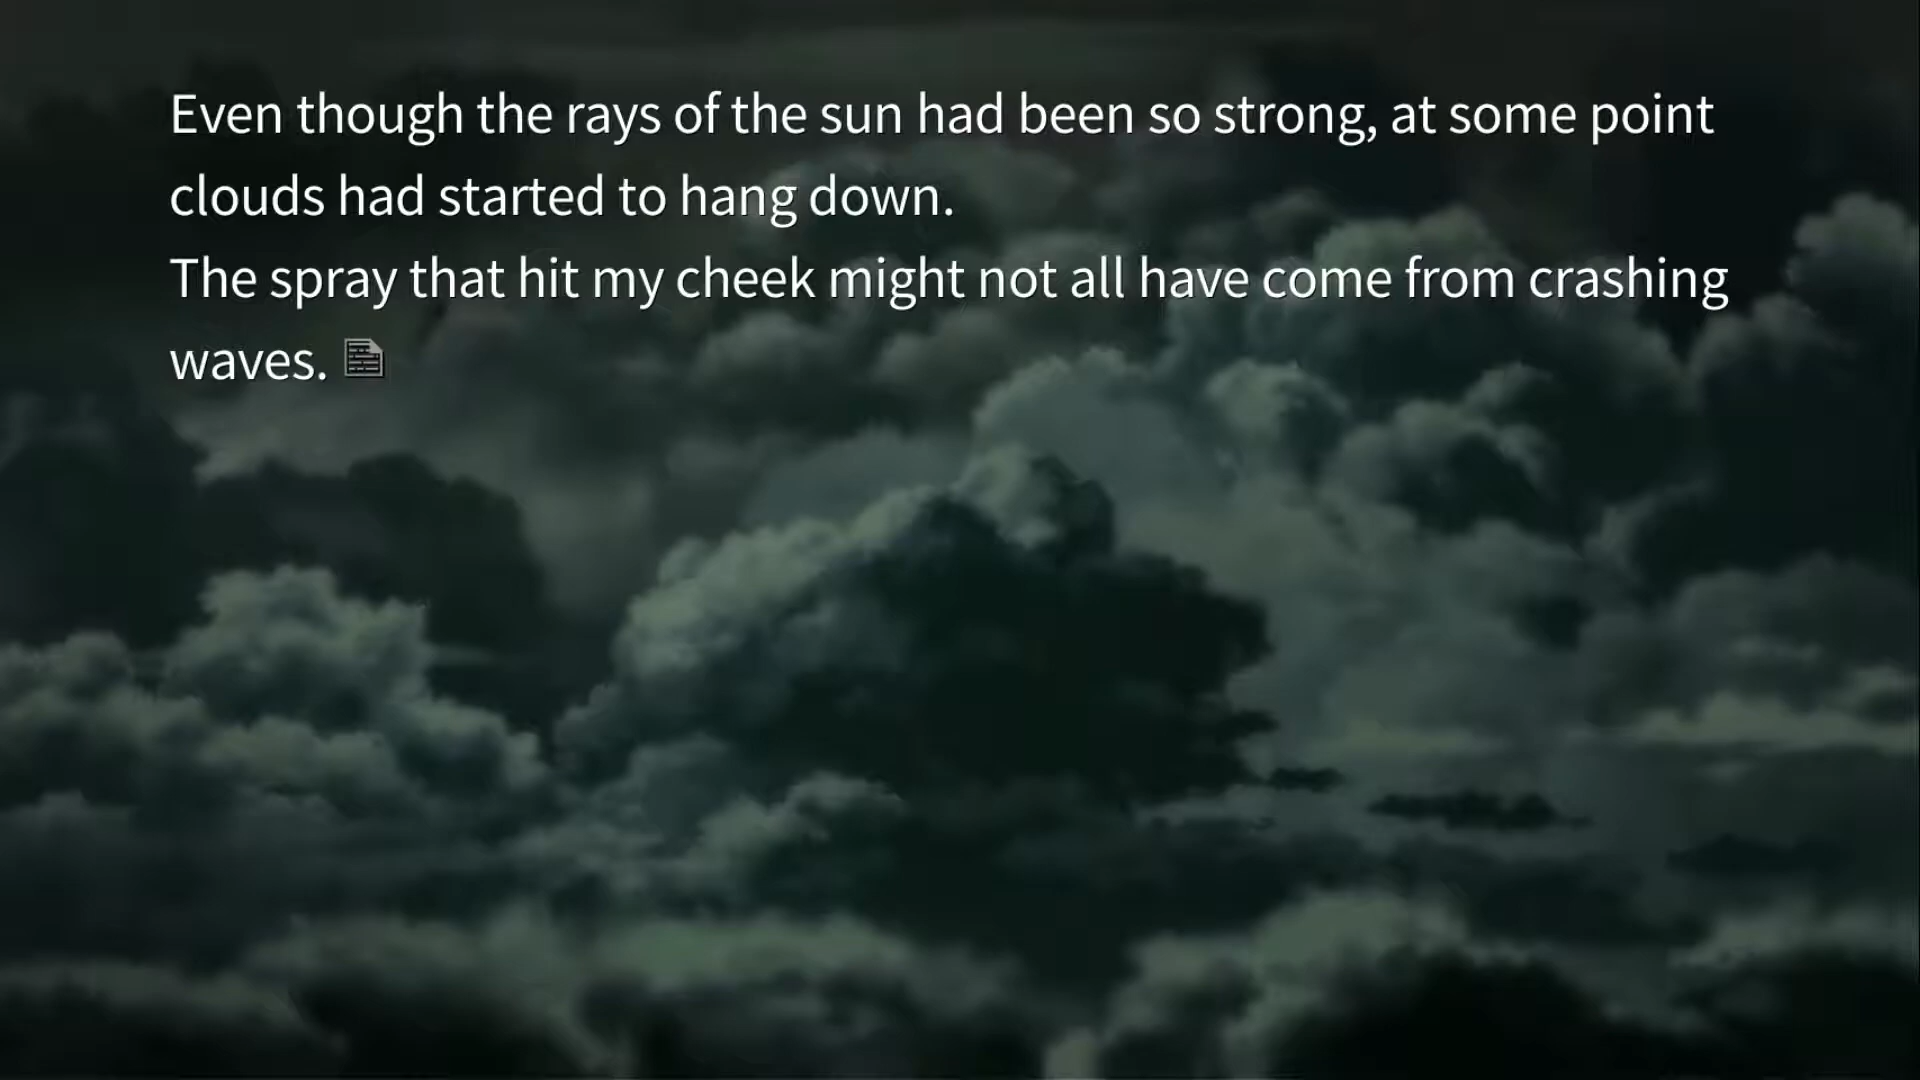 Even though the rays of the sun had been so strong, at some point
clouds had started to hang down.
The spray that hit my cheek might not all have come from crashing
waves.